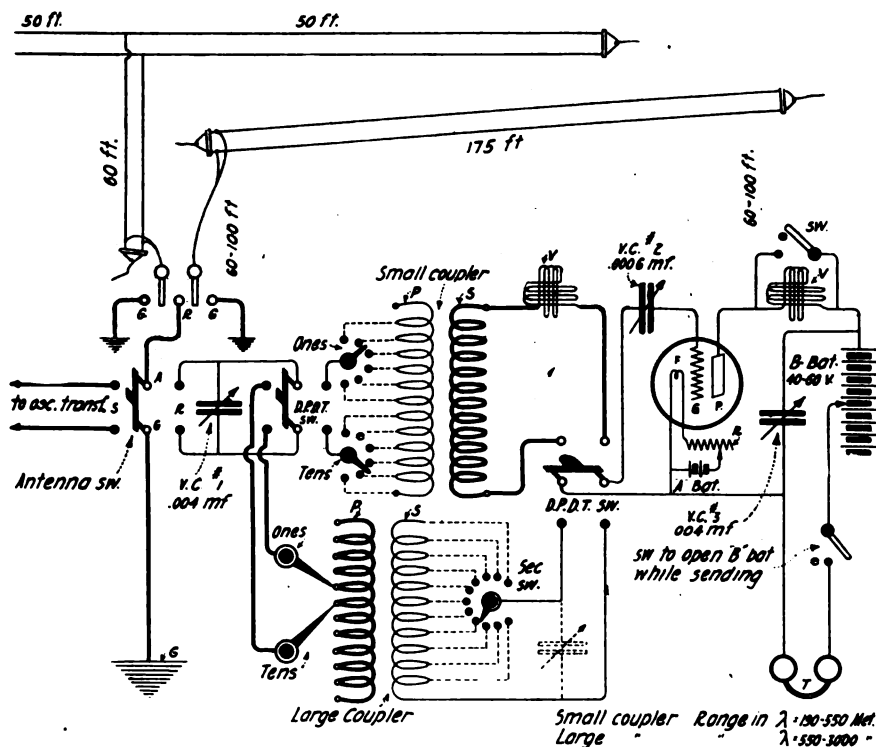 50 ft.
50 ft.
175 ft
60 ft.
60-100 ft
60-100 ft
SW.
V.C. #2
.0006 mf.
V
V
Small coupler
P
S
G
R
G
Ones
A
R
to osc. transf.
S
G
D.P.D.T.
SW.
F
G
P.
R.
B-Bat.
40-60 V.
Tens
Antenna SW.
V.C. #1
.004 mf
"A" Bat.
D.P.D.T. SW.
V.C. #3
.004 mf
Ones
P.
S
Sec
SW.
SW to open "B" bat
while sending
G
Tens
T
Large Coupler
Small coupler Range in λ = 190-550 Met.
Large " λ = 550-3000 "